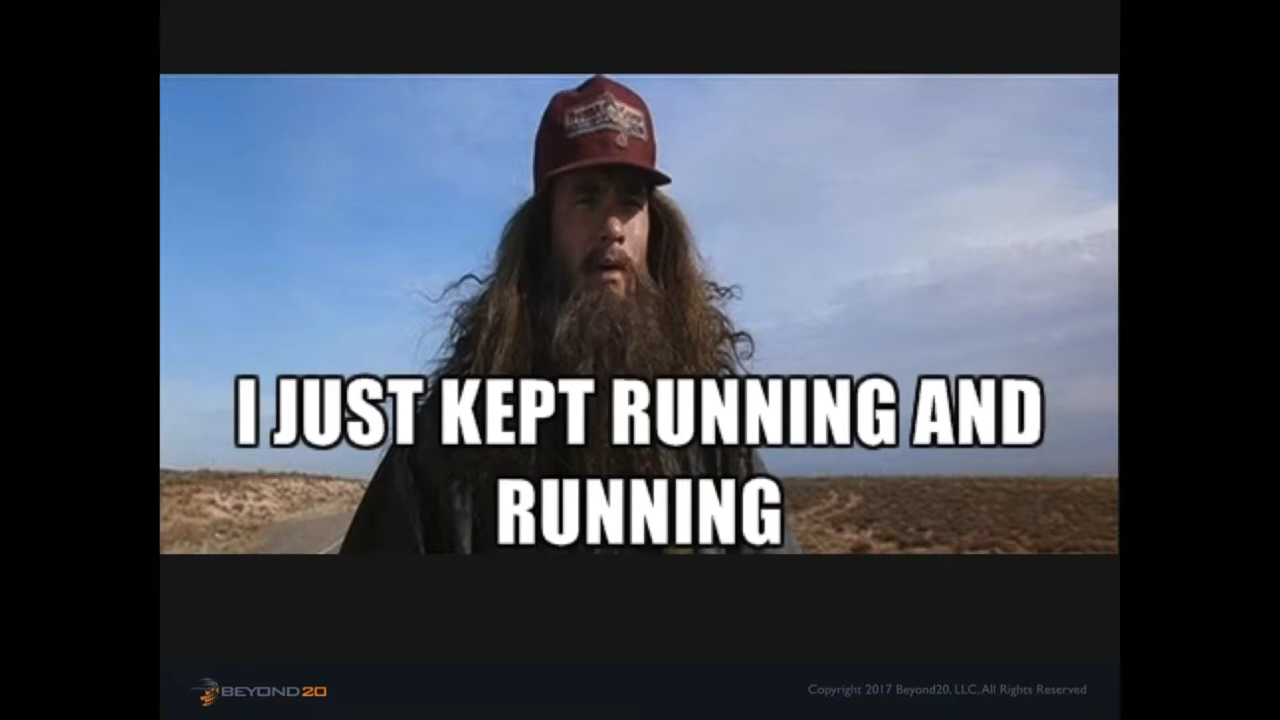 I JUST KEPT RUNNING AND
RUNNING
BEYOND20
Copyright 2017 Beyond20, LLC, All Rights Reserved